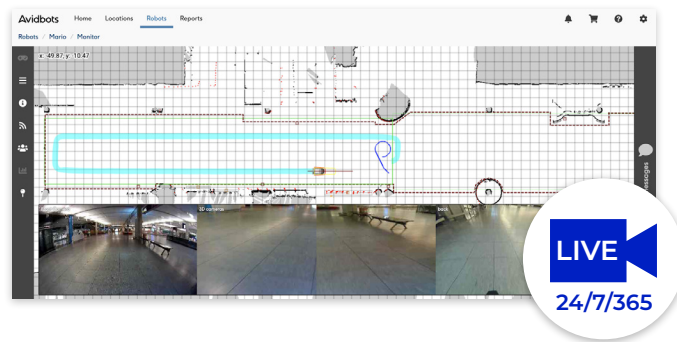 Avidbots Home Locations Robots Reports
Robots / Mario / Monitor
x: 49.87, y: 10.47
3D cameras
back
LIVE
24/7/365